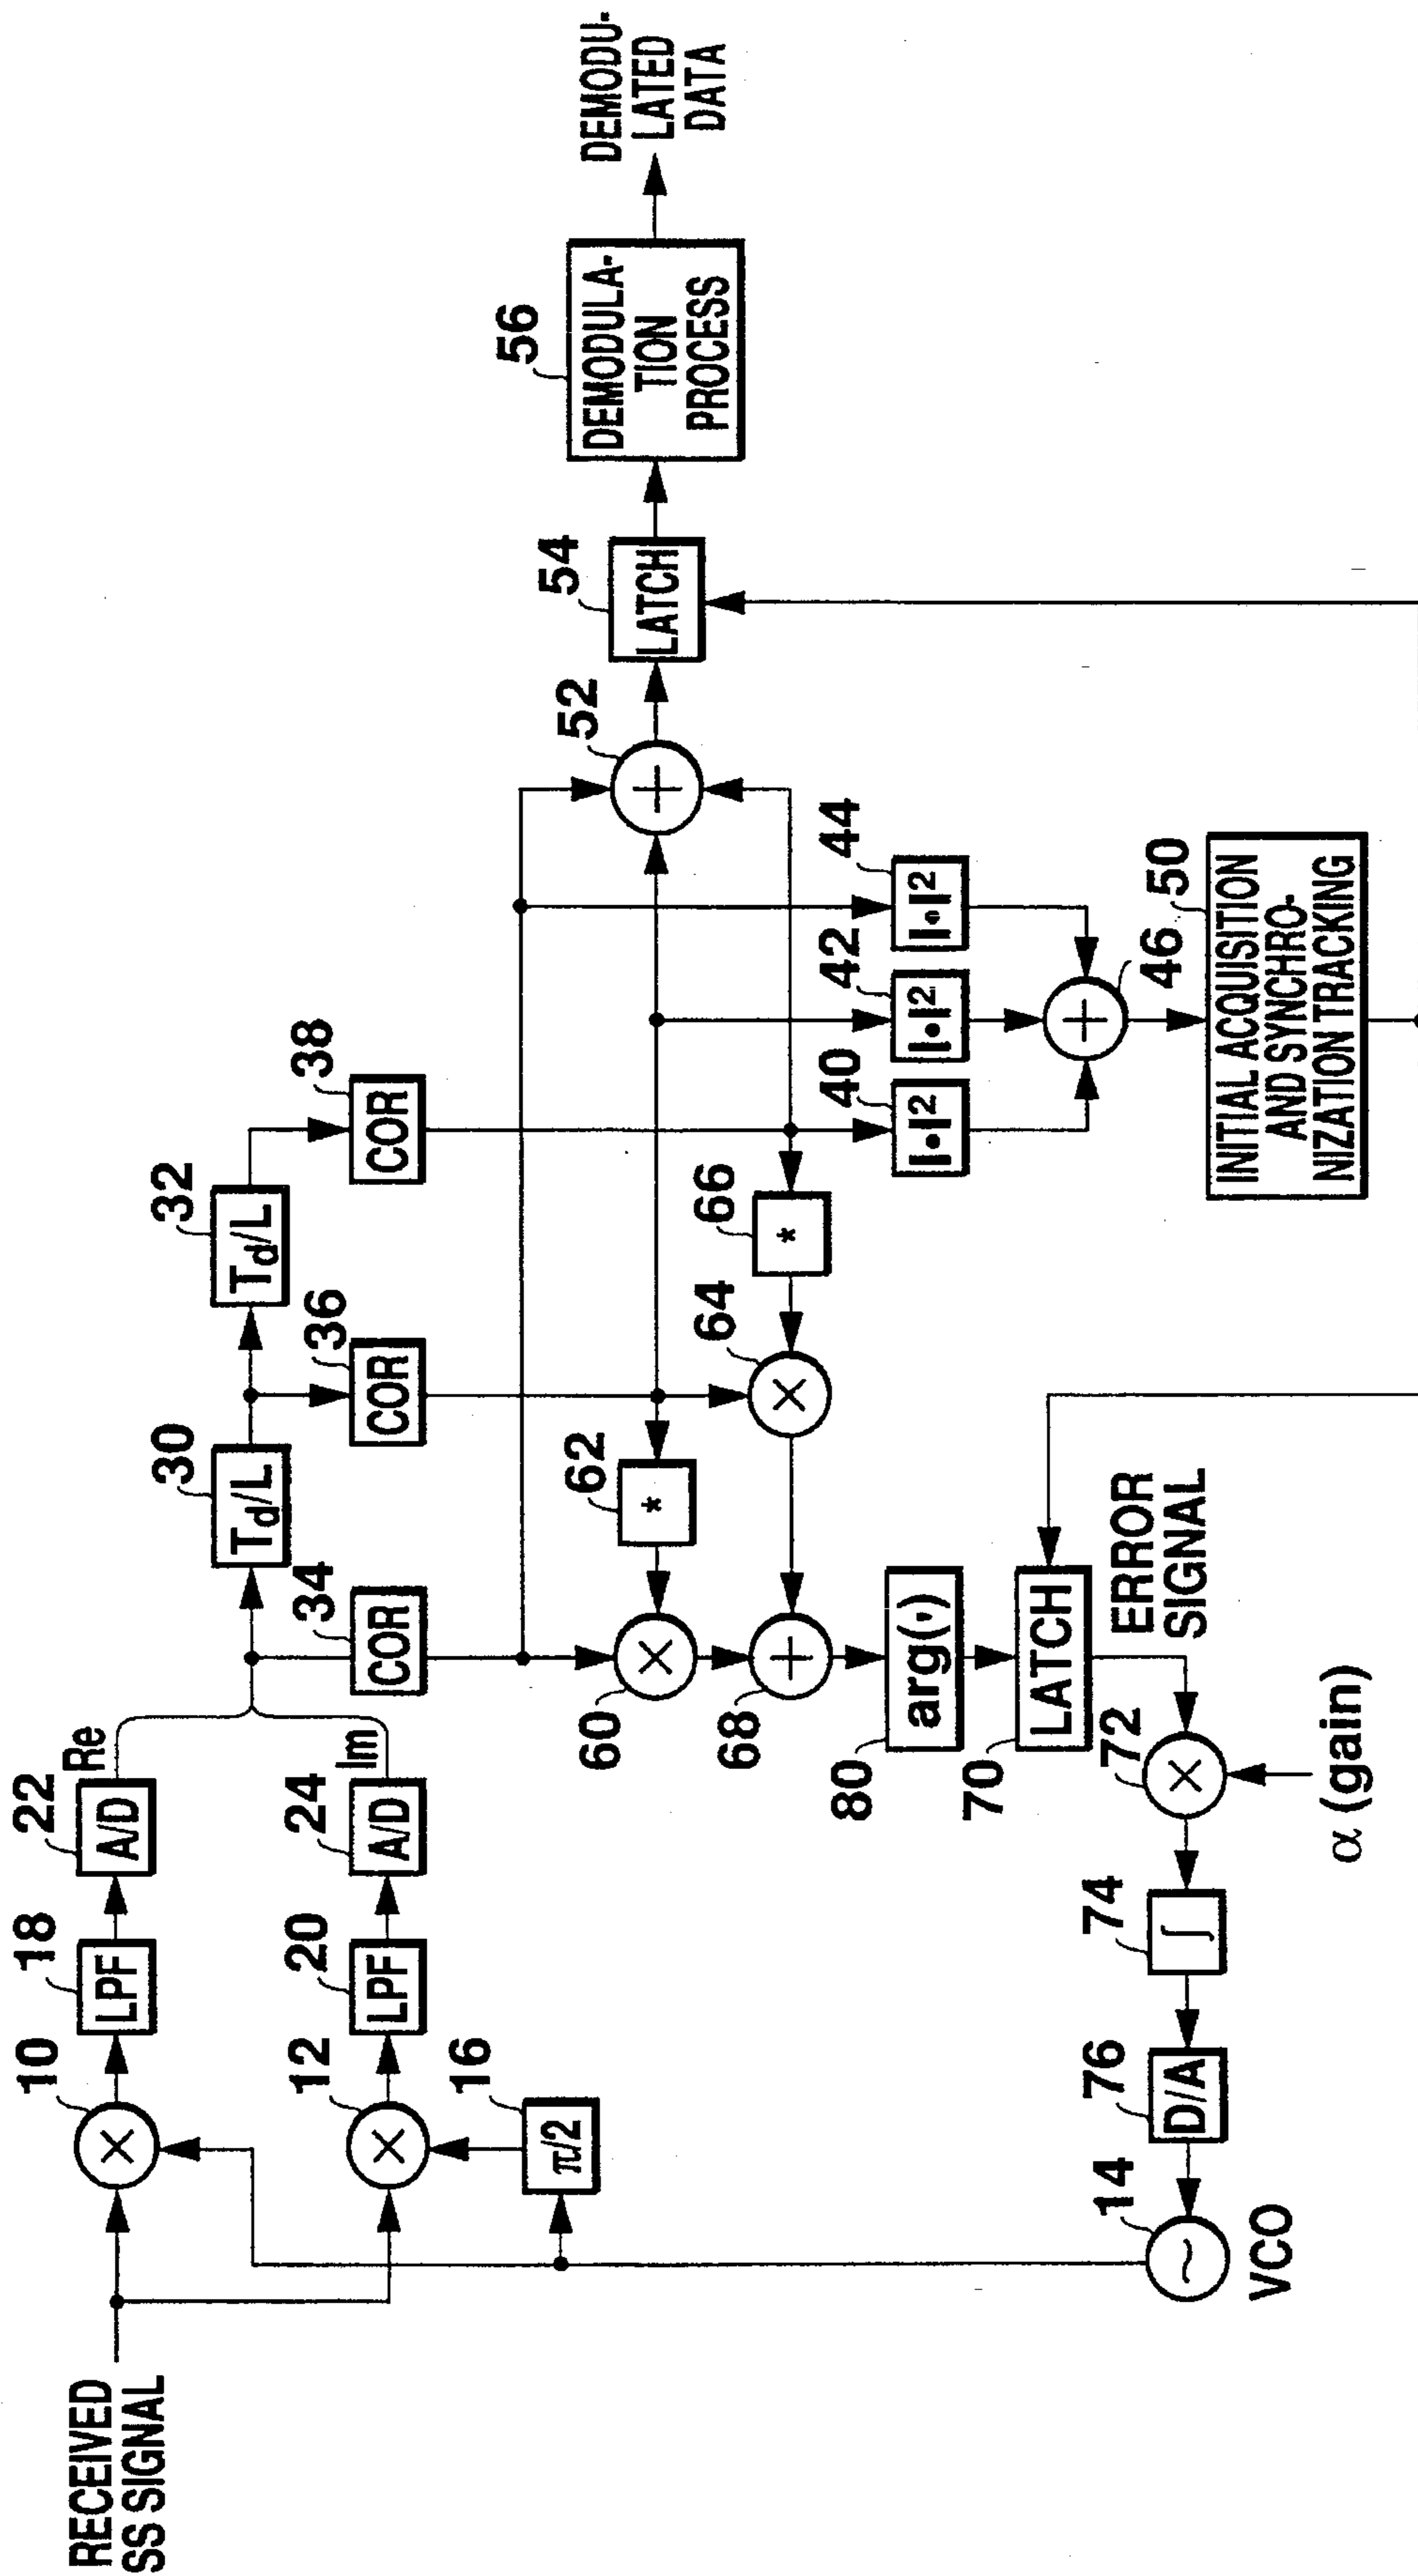 RECEIVED
SS SIGNAL
10
×
18
LPF
22
A/D
Re
12
×
20
LPF
24
A/D
Im
16
π/2
30
Td/L
32
Td/L
34
COR
36
COR
38
COR
62
*
60
×
66
*
64
×
68
+
52
+
54
LATCH
56
DEMODULA-
TION
PROCESS
DEMODU-
LATED
DATA
40
|•|²
42
|•|²
44
|•|²
46
+
50
INITIAL ACQUISITION
AND SYNCHRO-
NIZATION TRACKING
80
arg(,)
70
LATCH
ERROR
SIGNAL
72
×
α (gain)
74
∫
76
D/A
14
~
VCO